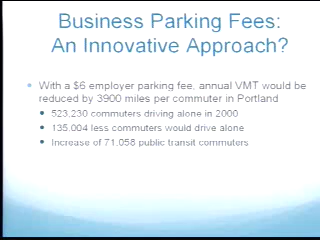 Business Parking Fees:
An Innovative Approach?
With a $6 employer parking fee, annual VMT would be
reduced by 3900 miles per commuter in Portland
523,230 commuters driving alone in 2000
135,004 less commuters would drive alone
Increase of 71,058 public transit commuters